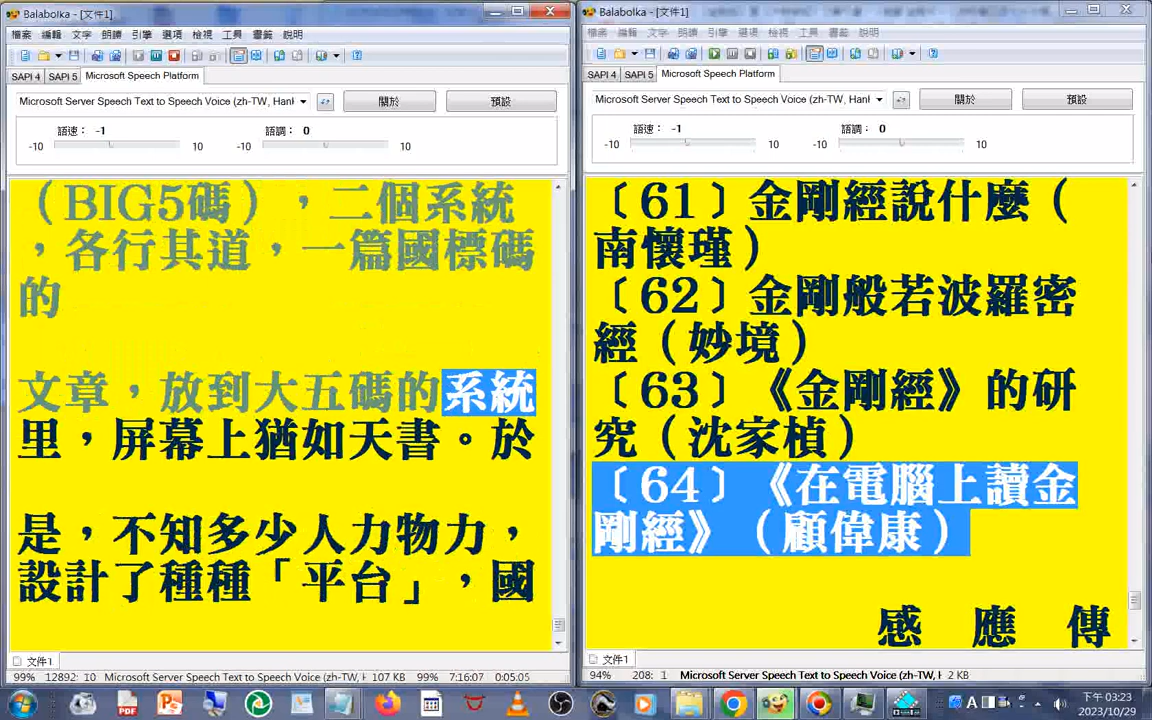 Balabolka - [文件1]
檔案 編輯 文字 朗讀 引擎 選項 檢視 工具 書籤 說明
SAPI 4 SAPI 5 Microsoft Speech Platform
Microsoft Server Speech Text to Speech Voice (zh-TW, Hanl
關於
預設
語速： -1
語調： 0
-10 10 -10 10
（BIG5碼），二個系統
，各行其道，一篇國標碼
的
文章，放到大五碼的系統
里，屏幕上猶如天書。於
是，不知多少人力物力，
設計了種種「平台」，國
文件1
99% 12892: 10 Microsoft Server Speech Text to Speech Voice (zh-TW, H 107 KB 7:16:07 0:05:05
Balabolka - [文件1]
檔案 編輯 文字 朗讀 引擎 選項 檢視 工具 書籤 說明
SAPI 4 SAPI 5 Microsoft Speech Platform
Microsoft Server Speech Text to Speech Voice (zh-TW, Hanl
關於
預設
語速： -1
語調： 0
-10 10 -10 10
〔61〕金剛經說什麼（
南懷瑾）
〔62〕金剛般若波羅密
經（妙境）
〔63〕《金剛經》的研
究（沈家楨）
〔64〕《在電腦上讀金
剛經》（顧偉康）
感 應 傳
文件1
94% 208: 1 Microsoft Server Speech Text to Speech Voice (zh-TW, H 2 KB
下午 03:23
2023/10/29